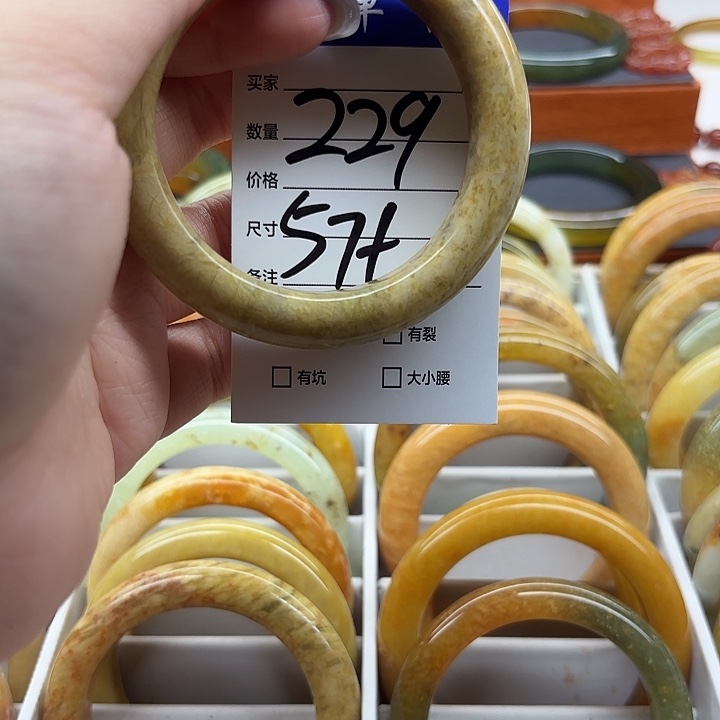 单
买家
数量 229
价格
尺寸 57+
备注
有裂
有坑
大小腰